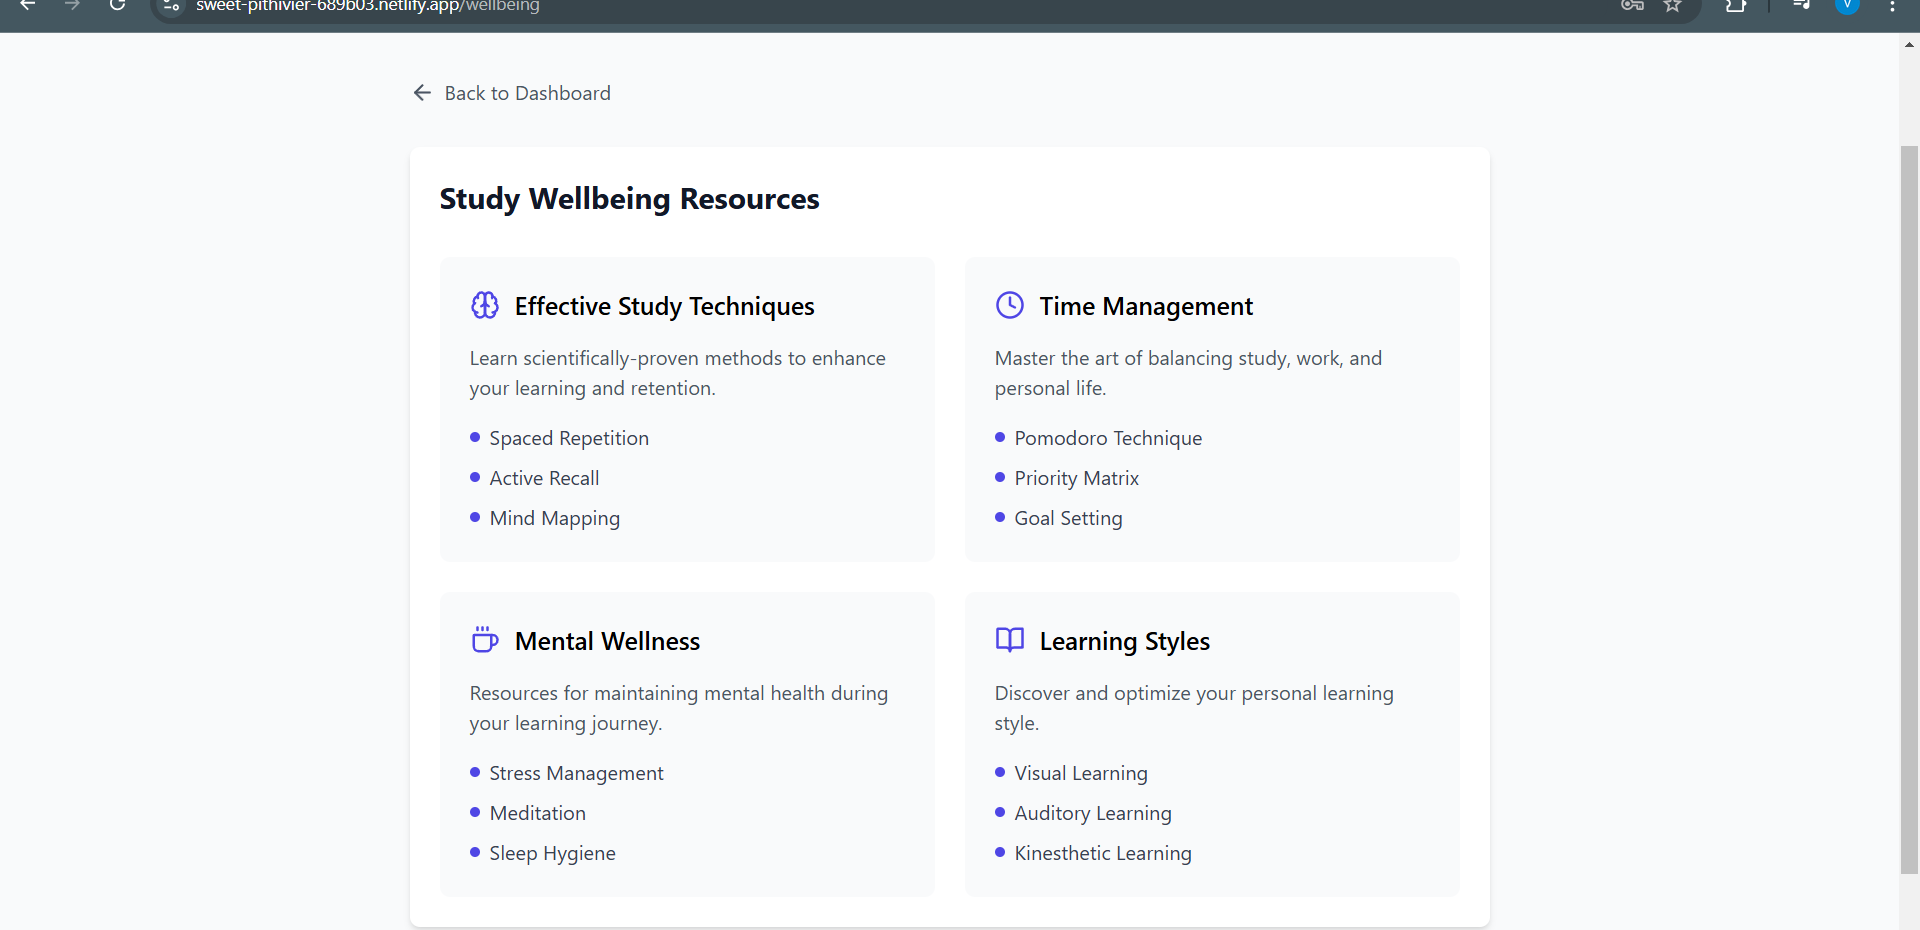 sweet-pithivier-689b03.netlify.app/wellbeing
V
Back to Dashboard
Study Wellbeing Resources
Effective Study Techniques
Learn scientifically-proven methods to enhance
your learning and retention.
Spaced Repetition
Active Recall
Mind Mapping
Time Management
Master the art of balancing study, work, and
personal life.
Pomodoro Technique
Priority Matrix
Goal Setting
Mental Wellness
Resources for maintaining mental health during
your learning journey.
Stress Management
Meditation
Sleep Hygiene
Learning Styles
Discover and optimize your personal learning
style.
Visual Learning
Auditory Learning
Kinesthetic Learning